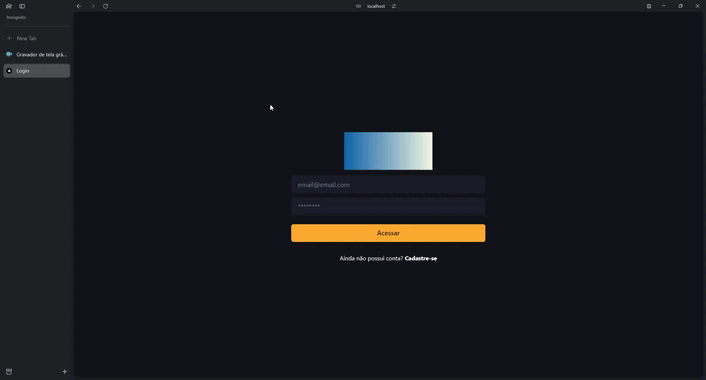 localhost
Incognito
New Tab
Gravador de tela grá...
Login
email@email.com
********
Acessar
Ainda não possui conta? Cadastre-se